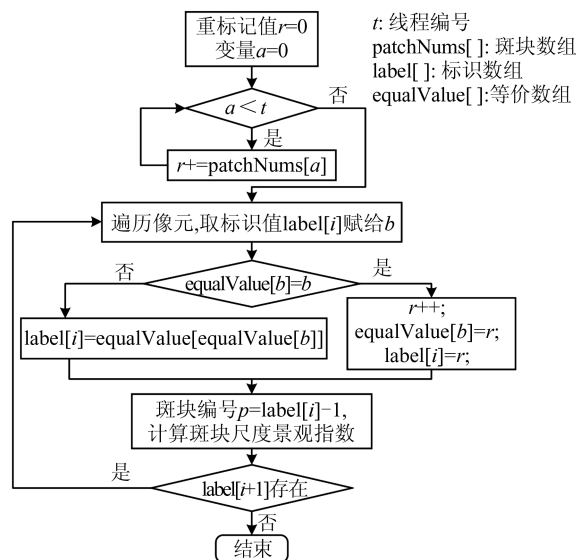 重标记值r=0
变量a=0
t: 线程编号
patchNums[ ]: 斑块数组
label[ ]: 标识数组
equalValue[ ]:等价数组
a＜t
否
是
r+=patchNums[a]
遍历像元,取标识值label[i]赋给b
否
equalValue[b]=b
是
label[i]=equalValue[equalValue[b]]
r++;
equalValue[b]=r;
label[i]=r;
斑块编号p=label[i]−1,
计算斑块尺度景观指数
是
label[i+1]存在
否
结束